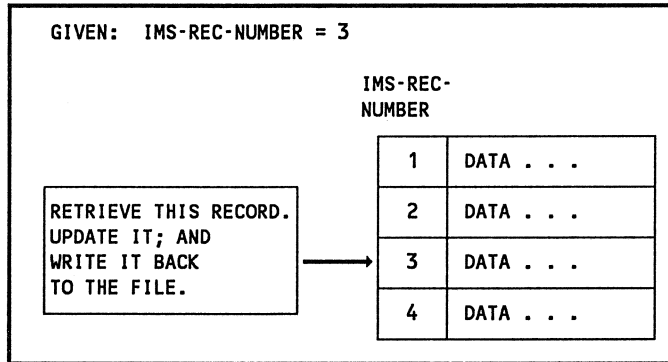 GIVEN: IMS-REC-NUMBER = 3
IMS-REC-
NUMBER
1 DATA . . .
2 DATA . . .
3 DATA . . .
4 DATA . . .
RETRIEVE THIS RECORD.
UPDATE IT; AND
WRITE IT BACK
TO THE FILE.